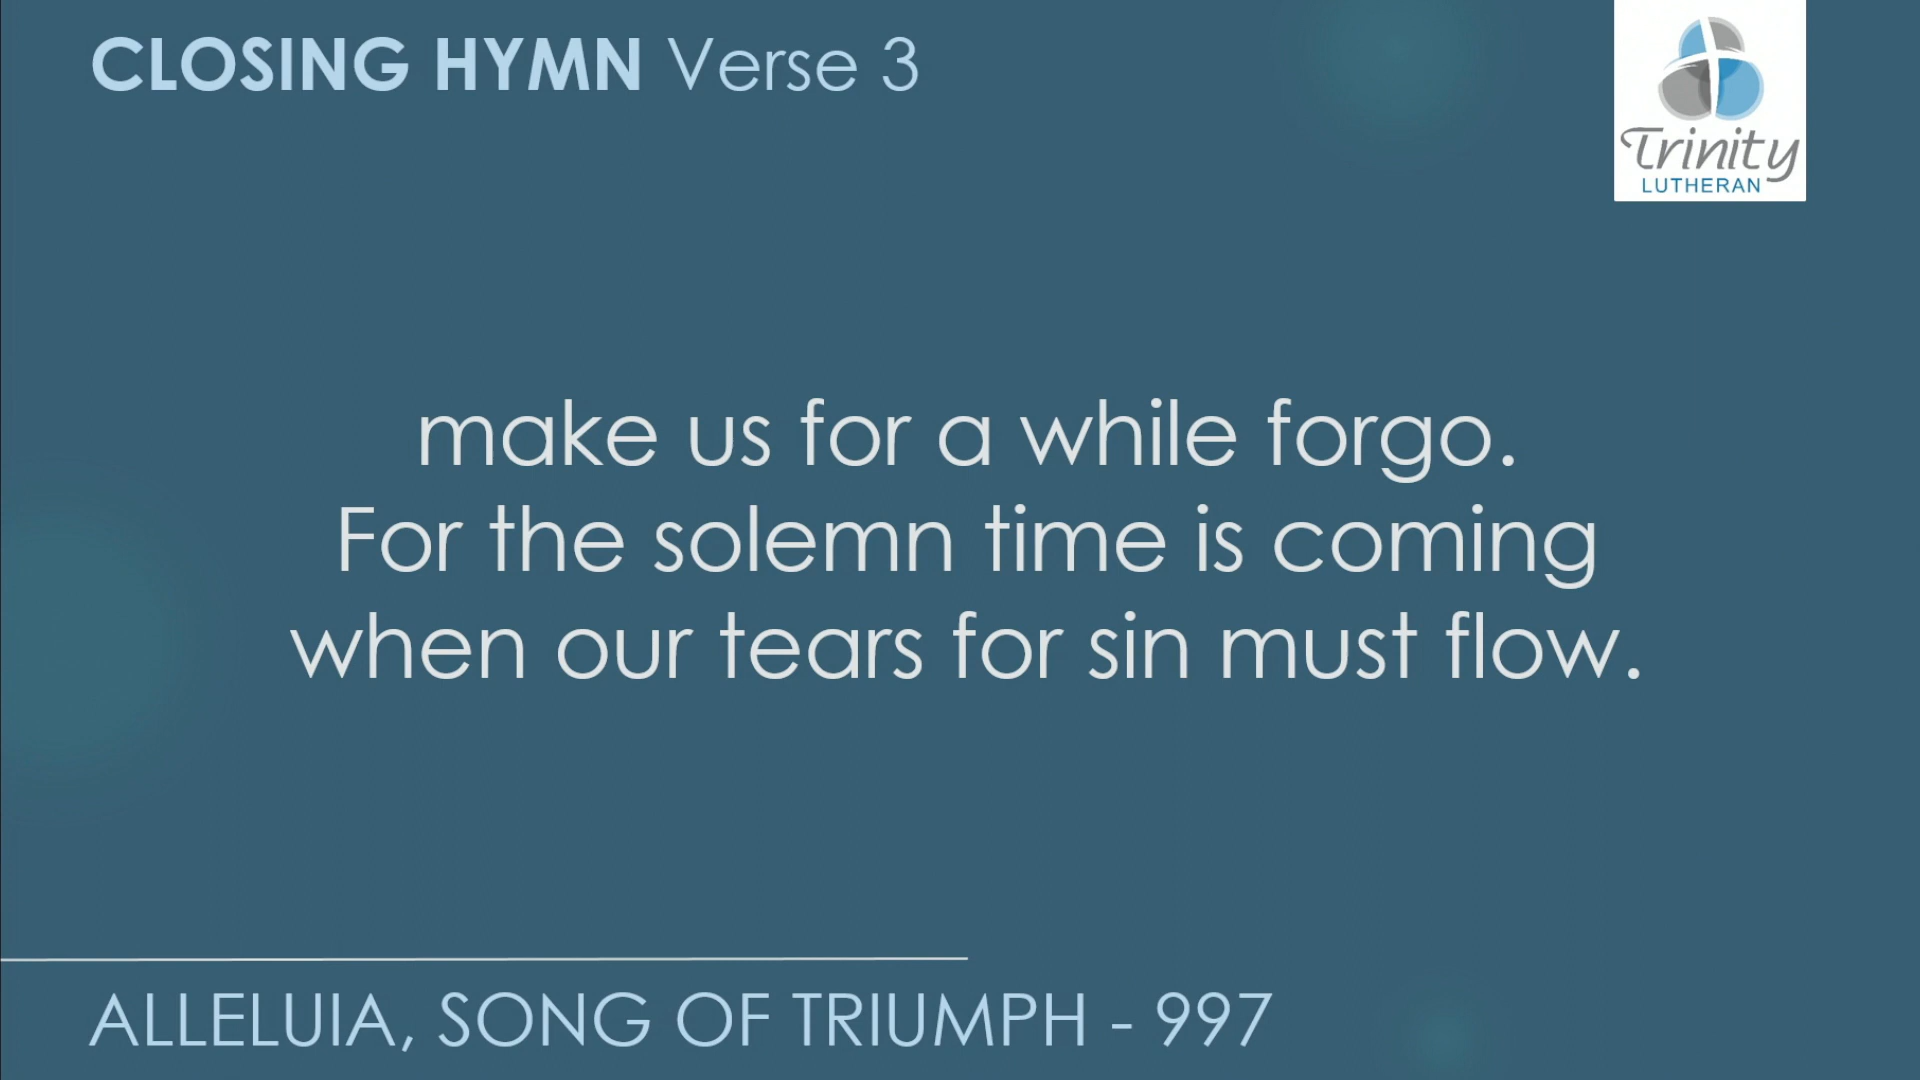 CLOSING HYMN Verse 3
Trinity
LUTHERAN
make us for a while forgo.
For the solemn time is coming
when our tears for sin must flow.
ALLELUIA, SONG OF TRIUMPH - 997